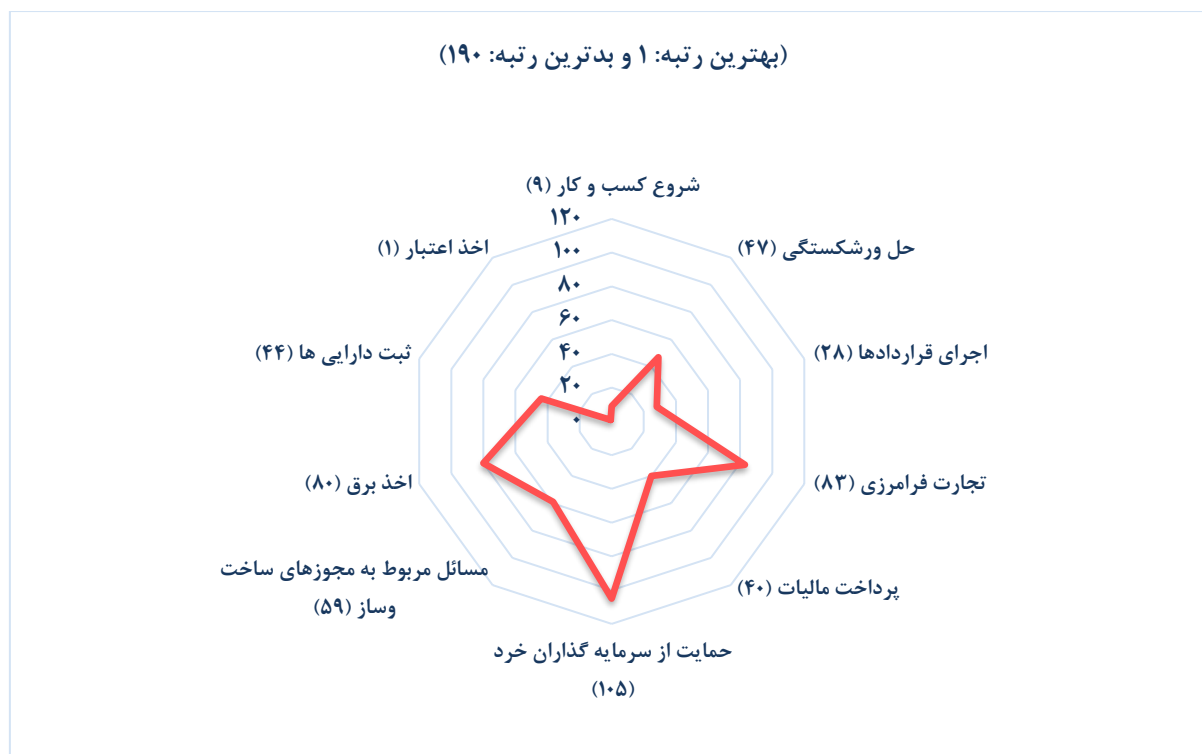 (بهترین رتبه: ۱ و بدترین رتبه: ۱۹۰)
شروع کسب و کار (۹)
حل ورشکستگی (۴۷)
اجرای قراردادها (۲۸)
تجارت فرامرزی (۸۳)
پرداخت مالیات (۴۰)
حمایت از سرمایه گذاران خرد
(۱۰۵)
مسائل مربوط به مجوزهای ساخت
وساز (۵۹)
اخذ برق (۸۰)
ثبت دارایی ها (۴۴)
اخذ اعتبار (۱)
۱۲۰
۱۰۰
۸۰
۶۰
۴۰
۲۰
۰